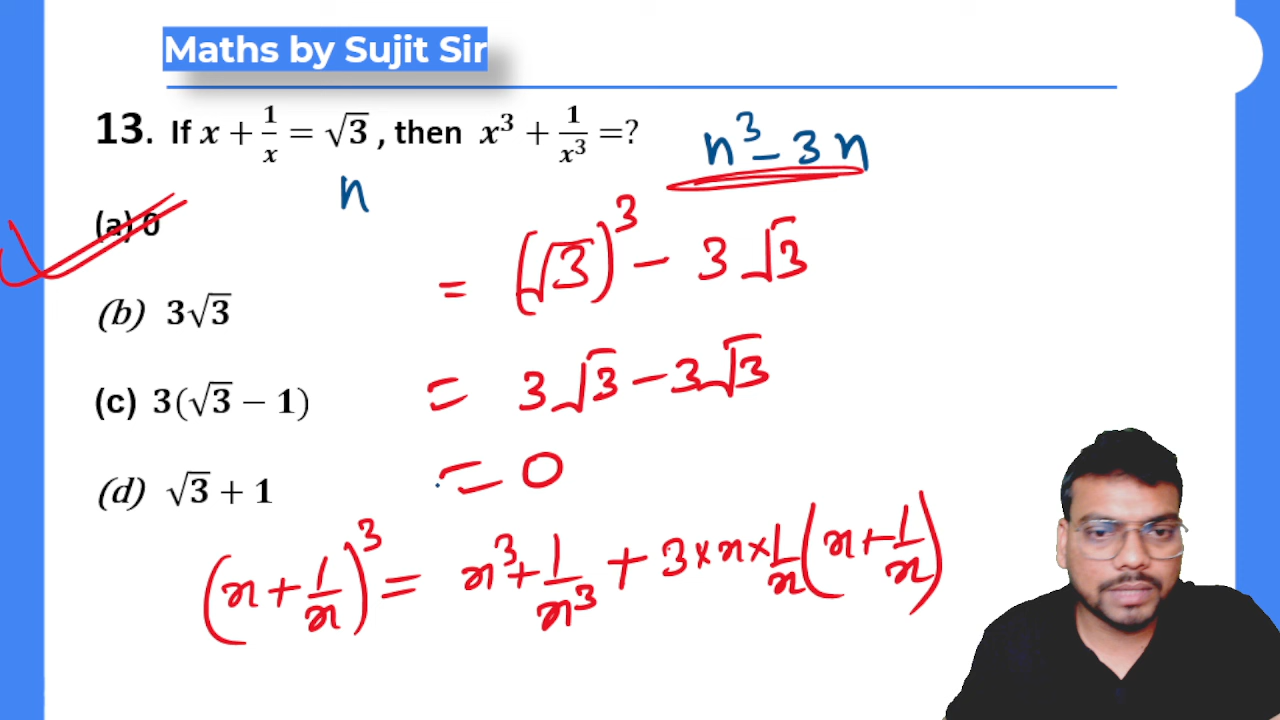 Maths by Sujit Sir
13. If x + 1/x = √3 , then x³ + 1/x³ =?
n
n³ - 3n
(a) 0
= (√3)³ - 3√3
(b) 3√3
= 3√3 - 3√3
(c) 3(√3 − 1)
= 0
(d) √3 + 1
(x + 1/x)³ = x³ + 1/x³ + 3 × x × 1/x (x + 1/x)